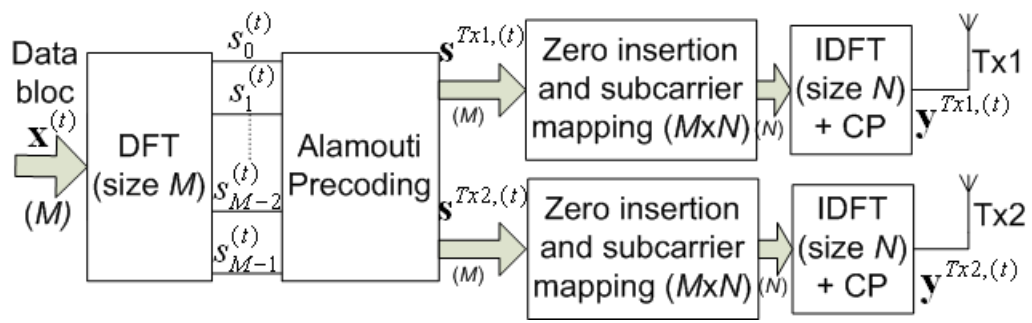 Data
bloc
x^(t)
(M)
DFT
(size M)
s_0^(t)
s_1^(t)
s_{M-2}^(t)
s_{M-1}^(t)
Alamouti
Precoding
s^{Tx1,(t)}
(M)
Zero insertion
and subcarrier
mapping (MxN)
(N)
IDFT
(size N)
+ CP
Tx1
y^{Tx1,(t)}
s^{Tx2,(t)}
(M)
Zero insertion
and subcarrier
mapping (MxN)
(N)
IDFT
(size N)
+ CP
Tx2
y^{Tx2,(t)}